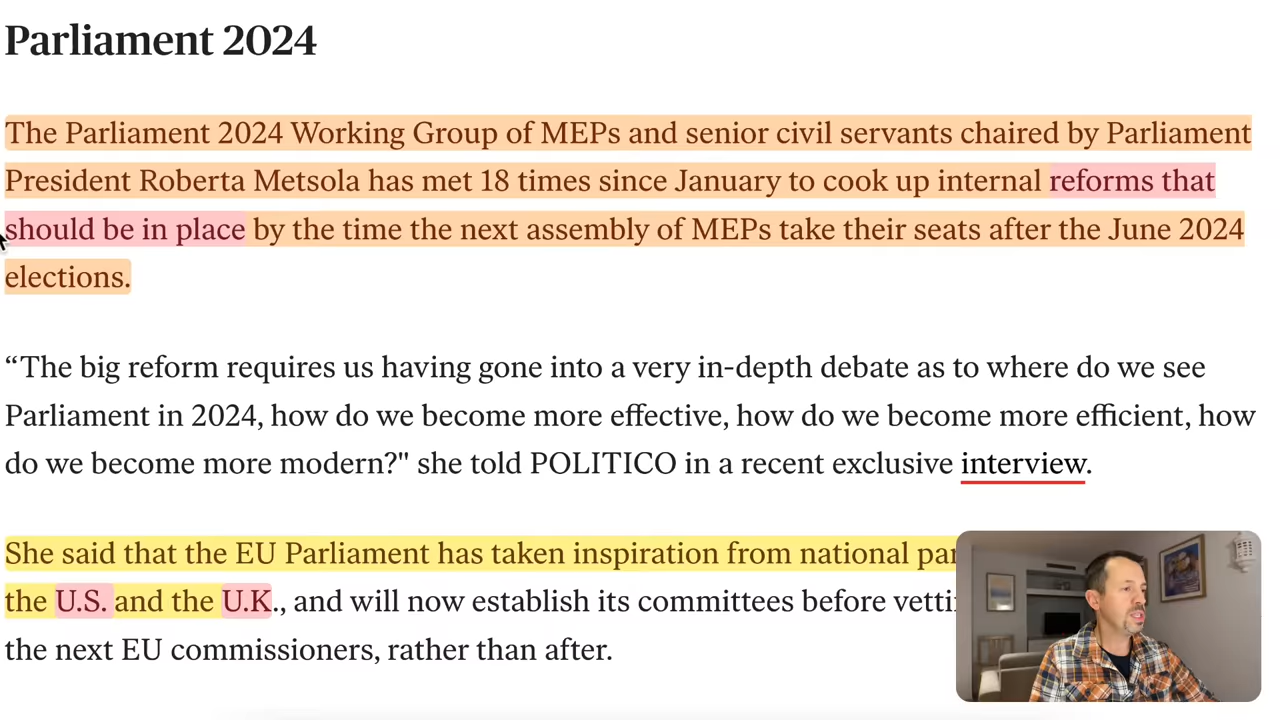 Parliament 2024
The Parliament 2024 Working Group of MEPs and senior civil servants chaired by Parliament
President Roberta Metsola has met 18 times since January to cook up internal reforms that
should be in place by the time the next assembly of MEPs take their seats after the June 2024
elections.
“The big reform requires us having gone into a very in-depth debate as to where do we see
Parliament in 2024, how do we become more effective, how do we become more efficient, how
do we become more modern?" she told POLITICO in a recent exclusive interview.
She said that the EU Parliament has taken inspiration from national
the U.S. and the U.K., and will now establish its committees before
the next EU commissioners, rather than after.